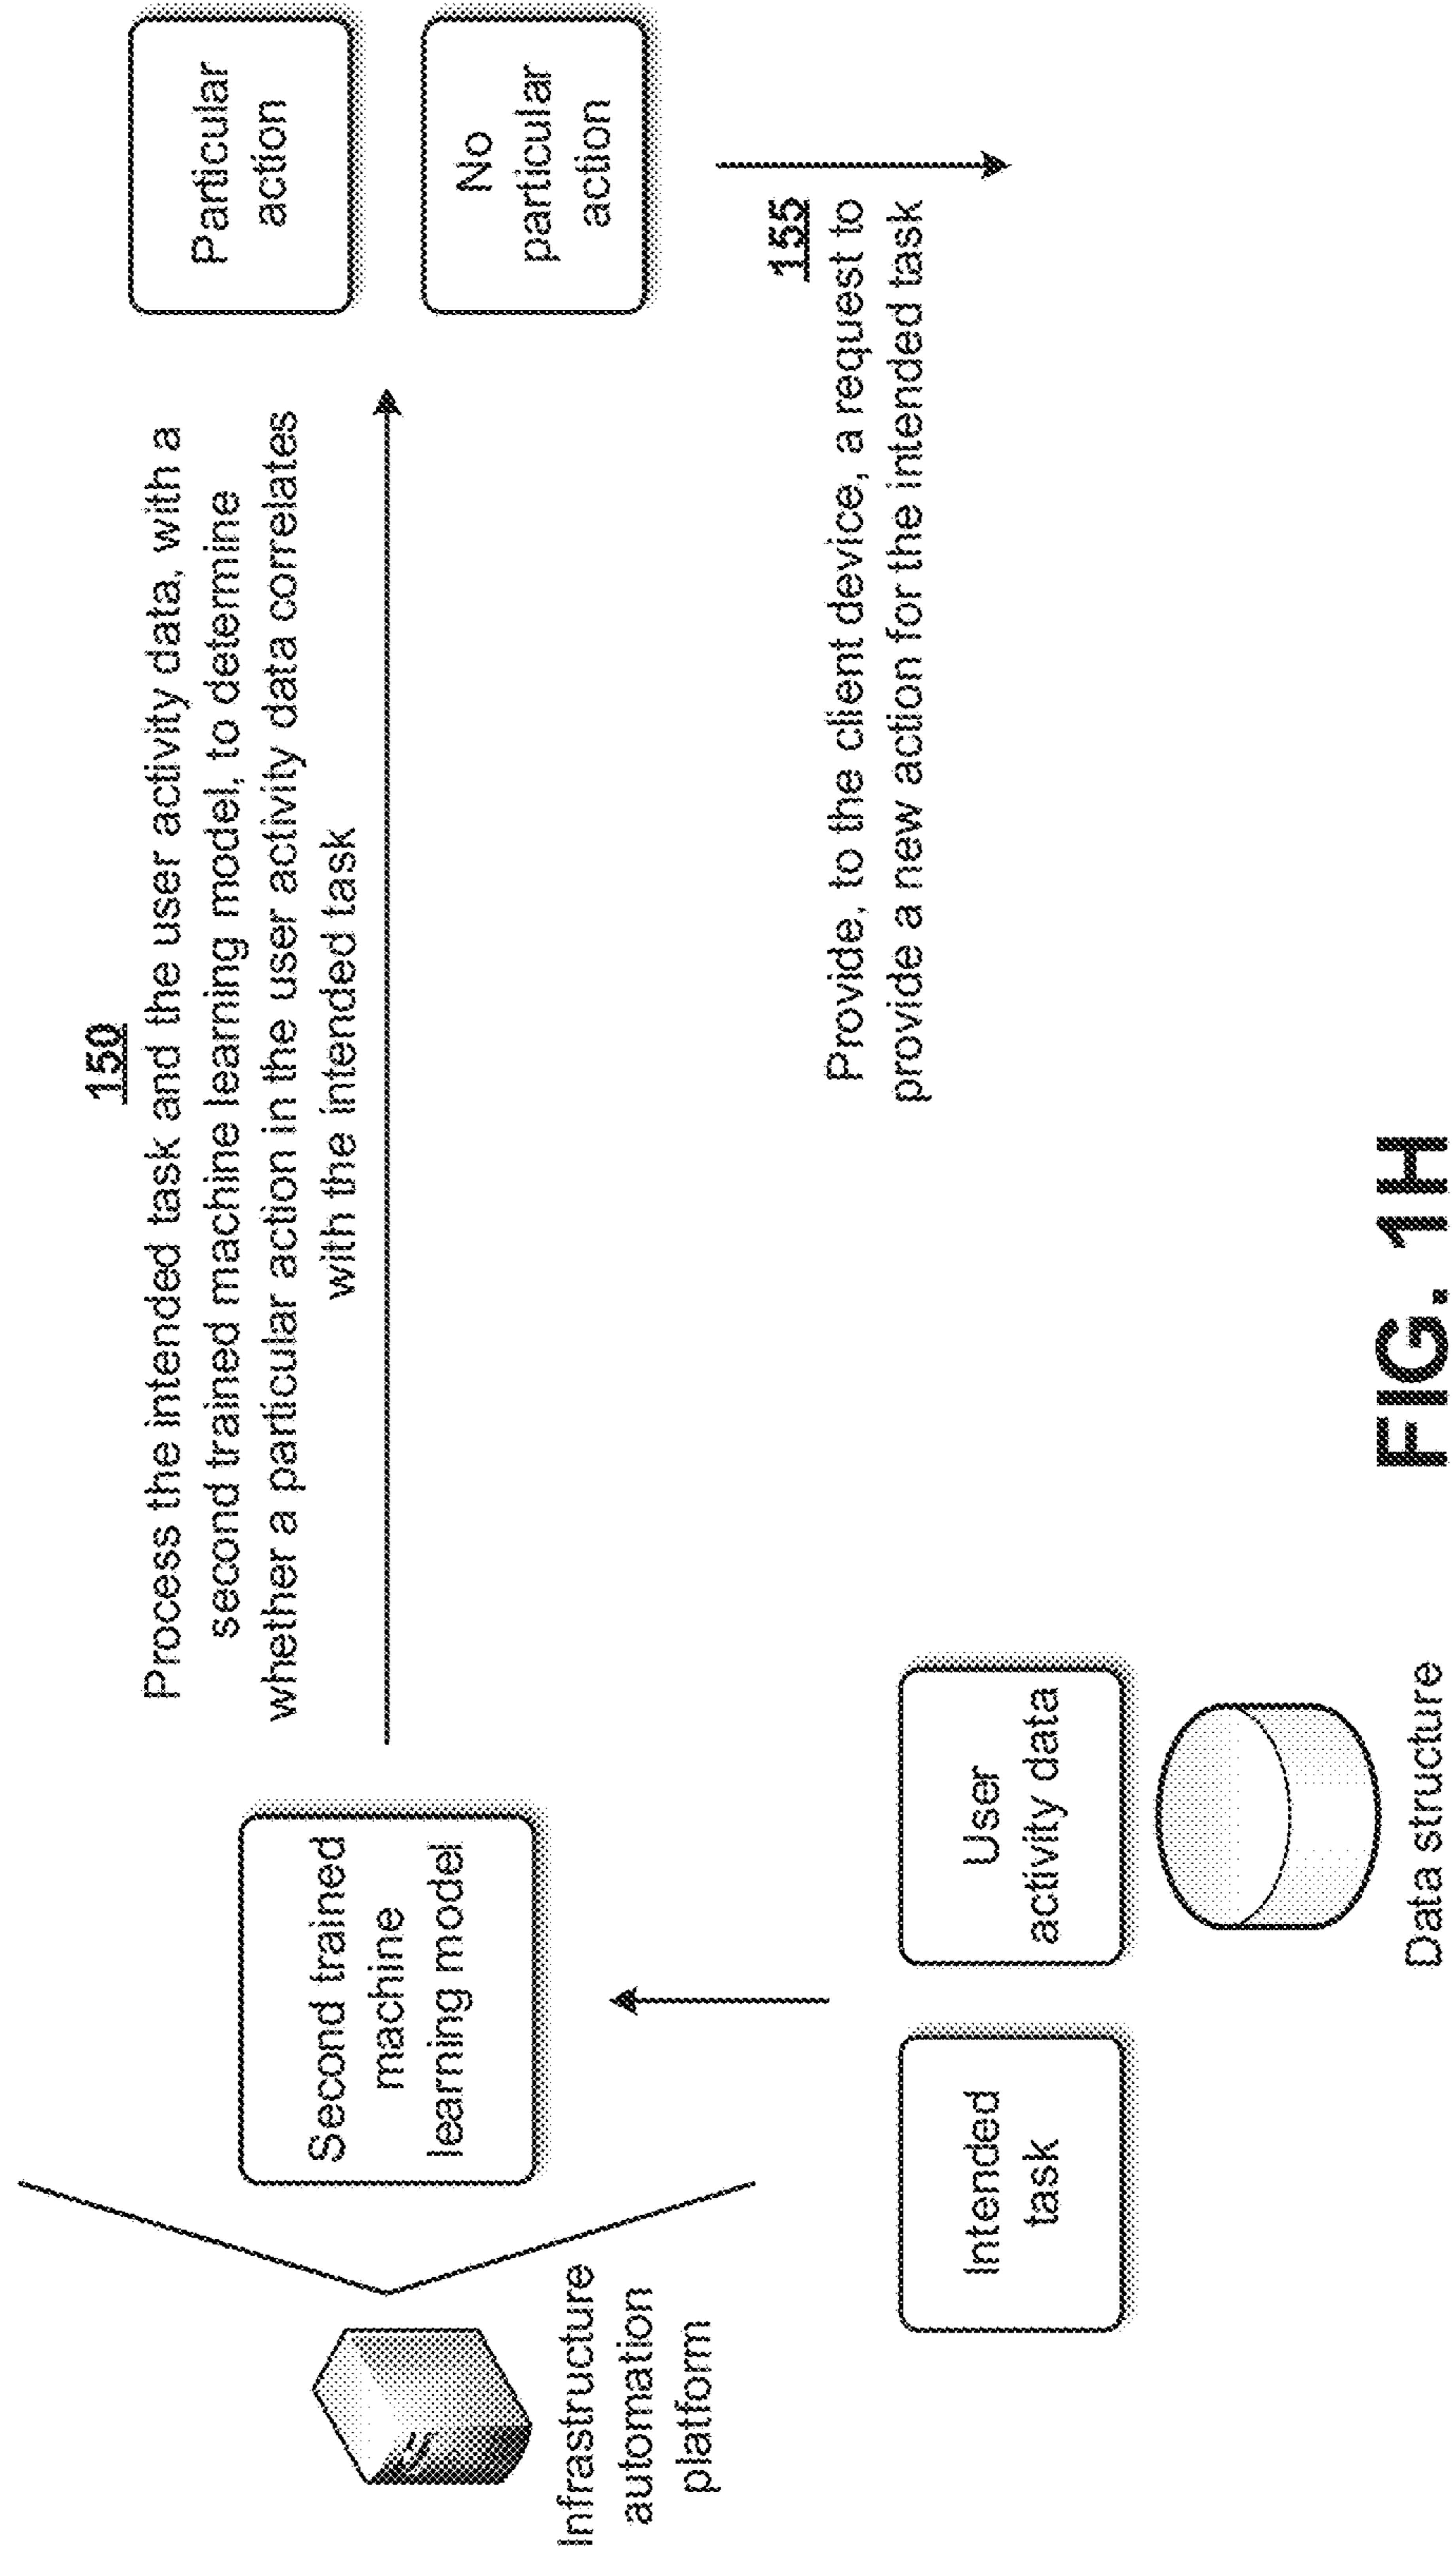 150
Process the intended task and the user activity data, with a
second trained machine learning model, to determine
whether a particular action in the user activity data correlates
with the intended task
Particular
action
No
particular
action
Second trained
machine
learning model
Infrastructure
automation
platform
155
Provide, to the client device, a request to
provide a new action for the intended task
Intended
task
User
activity data
Data structure
FIG. 1H